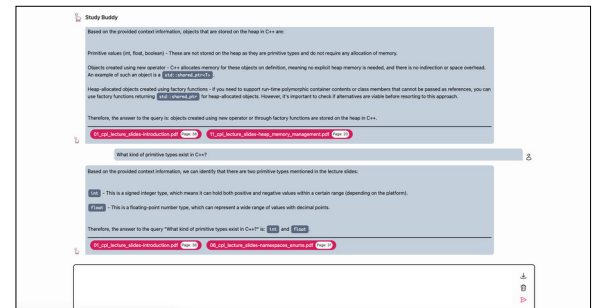 Study Buddy
Based on the provided context information, objects that are stored on the heap in C++ are:
Primitive values (int, float, boolean) - These are not stored on the heap as they are primitive types and do not require any allocation of memory.
Objects created using new operator - C++ allocates memory for these objects on definition, meaning no explicit heap memory is needed, and there is no indirection or space overhead.
An example of such an object is a std::shared_ptr<T>.
Heap-allocated objects created using factory functions - If you need to support run-time polymorphic container contents or class members that cannot be passed as references, you can
use factory functions returning std::shared_ptr for heap-allocated objects. However, it's important to check if alternatives are viable before resorting to this approach.
Therefore, the answer to the query is: objects created using new operator or through factory functions are stored on the heap in C++.
01_cpl_lecture_slides-introduction.pdf Page 30 11_cpl_lecture_slides-heap_memory_management.pdf Page 29
What kind of primitive types exist in C++?
Based on the provided context information, we can identify that there are two primitive types mentioned in the lecture slides:
int - This is a signed integer type, which means it can hold both positive and negative values within a certain range (depending on the platform).
float - This is a floating-point number type, which can represent a wide range of values with decimal points.
Therefore, the answer to the query "What kind of primitive types exist in C++?" is: int and float.
01_cpl_lecture_slides-introduction.pdf Page 30 06_cpl_lecture_slides-namespaces_enums.pdf Page 31